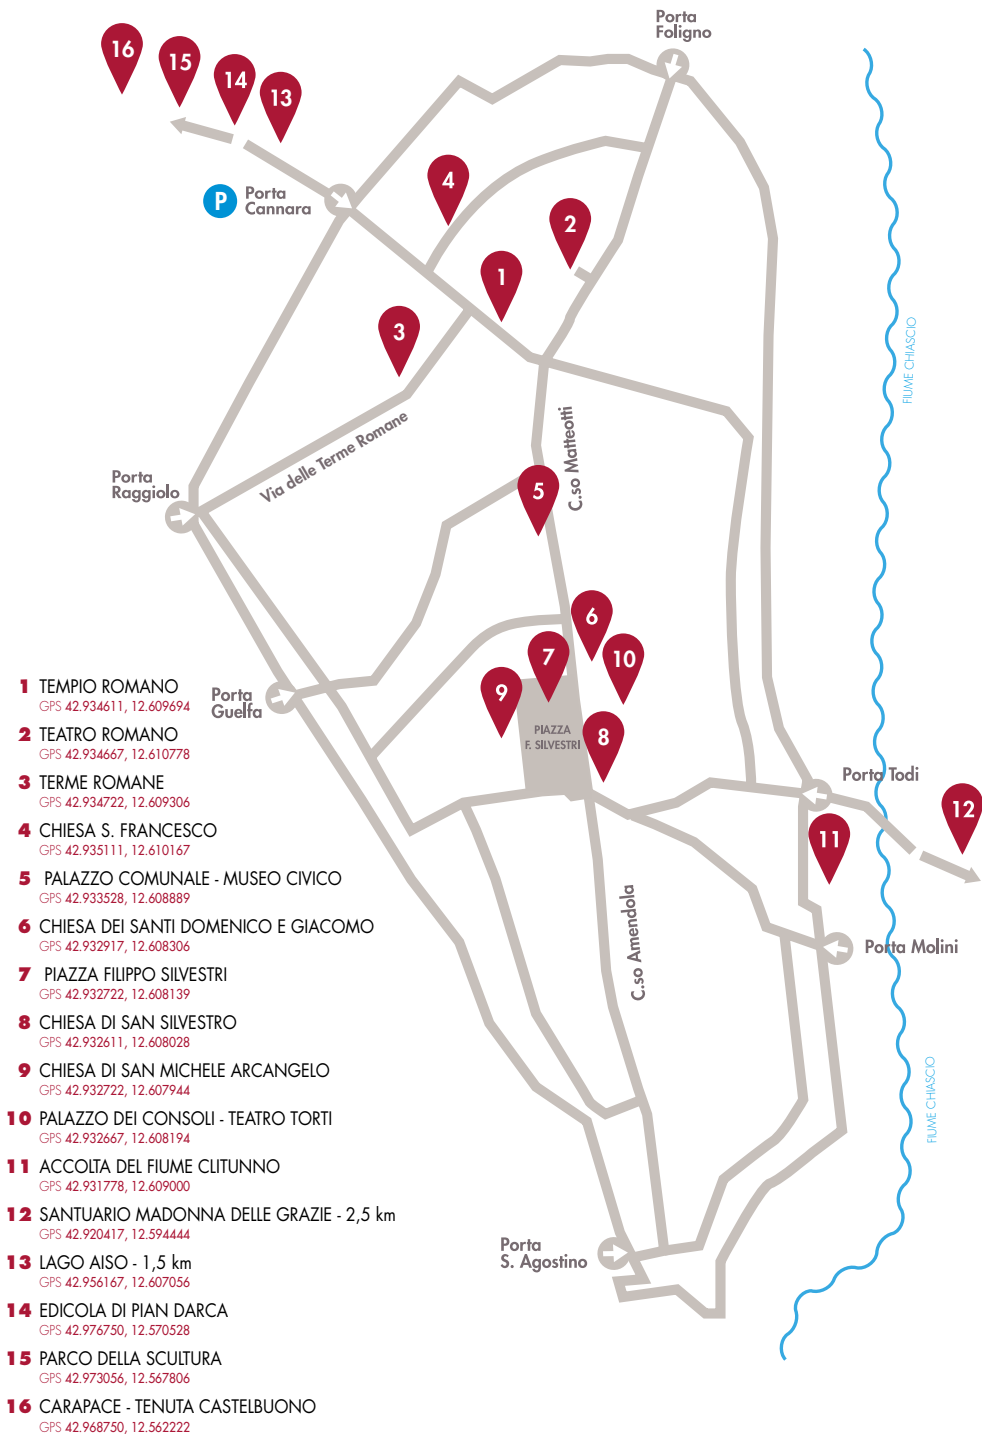 Porta
Foligno
16
15
14
13
P
Porta
Cannara
4
2
1
3
FIUME CHIASCIO
C.so Matteotti
Via delle Terme Romane
Porta
Raggiolo
5
6
7
10
9
8
PIAZZA
F. SILVESTRI
Porta
Guelfa
Porta Todi
12
11
C.so Amendola
Porta Molini
FIUME CHIASCIO
Porta
S. Agostino
1 TEMPIO ROMANO
GPS 42.934611, 12.609694
2 TEATRO ROMANO
GPS 42.934667, 12.610778
3 TERME ROMANE
GPS 42.934722, 12.609306
4 CHIESA S. FRANCESCO
GPS 42.935111, 12.610167
5 PALAZZO COMUNALE - MUSEO CIVICO
GPS 42.933528, 12.608889
6 CHIESA DEI SANTI DOMENICO E GIACOMO
GPS 42.932917, 12.608306
7 PIAZZA FILIPPO SILVESTRI
GPS 42.932722, 12.608139
8 CHIESA DI SAN SILVESTRO
GPS 42.932611, 12.608028
9 CHIESA DI SAN MICHELE ARCANGELO
GPS 42.932722, 12.607944
10 PALAZZO DEI CONSOLI - TEATRO TORTI
GPS 42.932667, 12.608194
11 ACCOLTA DEL FIUME CLITUNNO
GPS 42.931778, 12.609000
12 SANTUARIO MADONNA DELLE GRAZIE - 2,5 km
GPS 42.920417, 12.594444
13 LAGO AISO - 1,5 km
GPS 42.956167, 12.607056
14 EDICOLA DI PIAN DARCA
GPS 42.976750, 12.570528
15 PARCO DELLA SCULTURA
GPS 42.973056, 12.567806
16 CARAPACE - TENUTA CASTELBUONO
GPS 42.968750, 12.562222